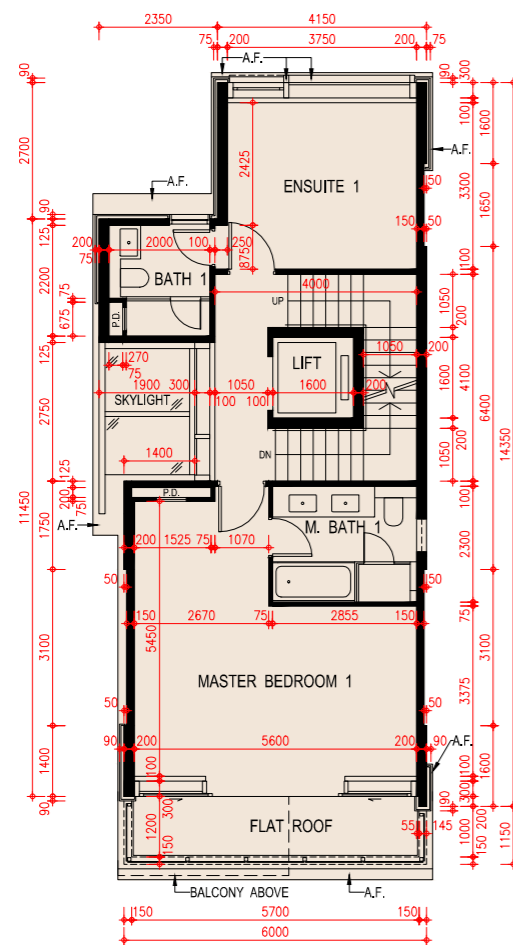 2350 4150
75 200 3750 200 75
A.F.
90 90 300
100
1600
A.F.
2700 2425 ENSUITE 1 50 3300
A.F.
1650
90
125 200 2000 100 250 150 50
75 875 1100
BATH 1
2200 4000
75 UP 1050
P.D.
675 200
1050 200
125 270 LIFT
75
1600 4100 6400 14350
1900 300 1050 1600 200
100 100
SKYLIGHT
2750
200
DN 1050
1400
125
P.D. 100
200
75
11450 1750 A.F. M. BATH 1
200 1525 75 1070 2300
50 50
75
150 2670 75 2855 150
5450
3100 3100
MASTER BEDROOM 1 3375
50 50
90 200 5600 200 90
A.F.
1400 100 1600
300
90 300 90
1200 FLAT ROOF 55 145 1000 200 1150
150 150
BALCONY ABOVE A.F.
150 5700 150
6000